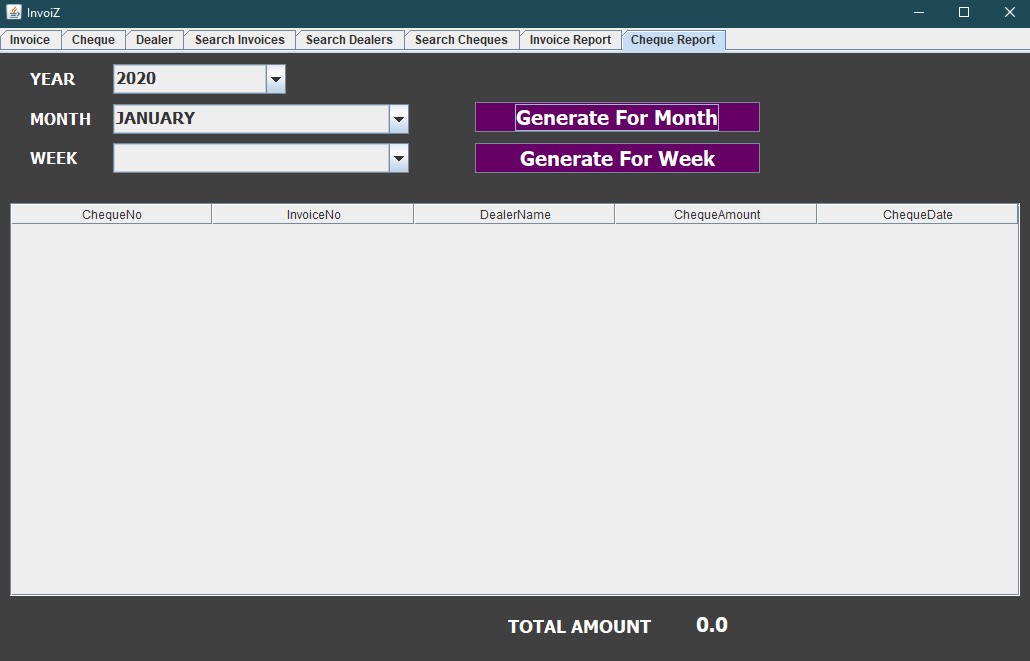 InvoiZ
Invoice Cheque Dealer Search Invoices Search Dealers Search Cheques Invoice Report Cheque Report
YEAR 2020
MONTH JANUARY Generate For Month
WEEK Generate For Week
ChequeNo InvoiceNo DealerName ChequeAmount ChequeDate
TOTAL AMOUNT 0.0